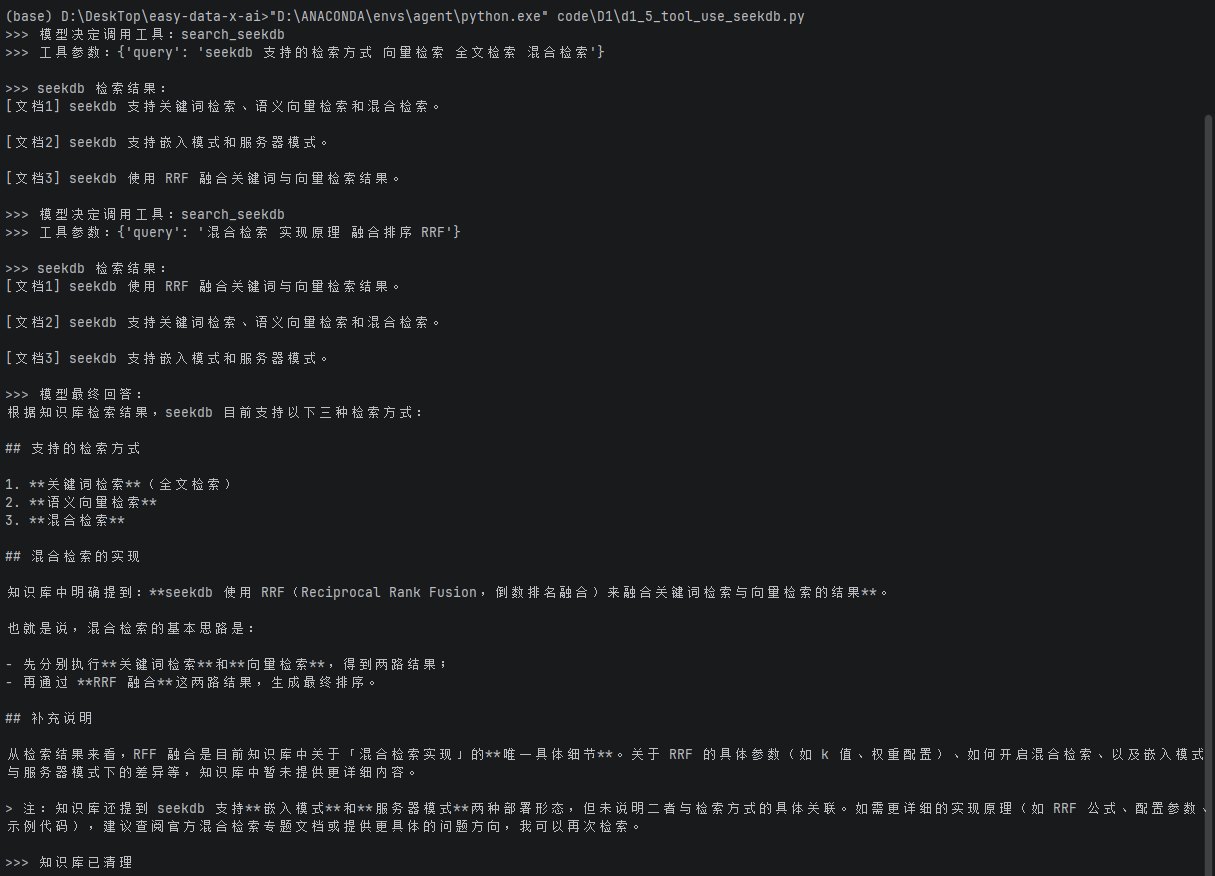 (base) D:\DeskTop\easy-data-x-ai>"D:\ANACONDA\envs\agent\python.exe" code\D1\d1_5_tool_use_seekdb.py
>>> 模型决定调用工具：search_seekdb
>>> 工具参数：{'query': 'seekdb 支持的检索方式 向量检索 全文检索 混合检索'}
>>> seekdb 检索结果：
[文档1] seekdb 支持关键词检索、语义向量检索和混合检索。
[文档2] seekdb 支持嵌入模式和服务器模式。
[文档3] seekdb 使用 RRF 融合关键词与向量检索结果。
>>> 模型决定调用工具：search_seekdb
>>> 工具参数：{'query': '混合检索 实现原理 融合排序 RRF'}
>>> seekdb 检索结果：
[文档1] seekdb 使用 RRF 融合关键词与向量检索结果。
[文档2] seekdb 支持关键词检索、语义向量检索和混合检索。
[文档3] seekdb 支持嵌入模式和服务器模式。
>>> 模型最终回答：
根据知识库检索结果，seekdb 目前支持以下三种检索方式：
## 支持的检索方式
1. **关键词检索**（全文检索）
2. **语义向量检索**
3. **混合检索**
## 混合检索的实现
知识库中明确提到：**seekdb 使用 RRF（Reciprocal Rank Fusion，倒数排名融合）来融合关键词检索与向量检索的结果**。
也就是说，混合检索的基本思路是：
- 先分别执行**关键词检索**和**向量检索**，得到两路结果；
- 再通过 **RRF 融合**这两路结果，生成最终排序。
## 补充说明
从检索结果来看，RFF 融合是目前知识库中关于「混合检索实现」的**唯一具体细节**。关于 RRF 的具体参数（如 k 值、权重配置）、如何开启混合检索、以及嵌入模式
与服务器模式下的差异等，知识库中暂未提供更详细内容。
> 注：知识库还提到 seekdb 支持**嵌入模式**和**服务器模式**两种部署形态，但未说明二者与检索方式的具体关联。如需更详细的实现原理（如 RRF 公式、配置参数、
示例代码），建议查阅官方混合检索专题文档或提供更具体的问题方向，我可以再次检索。
>>> 知识库已清理